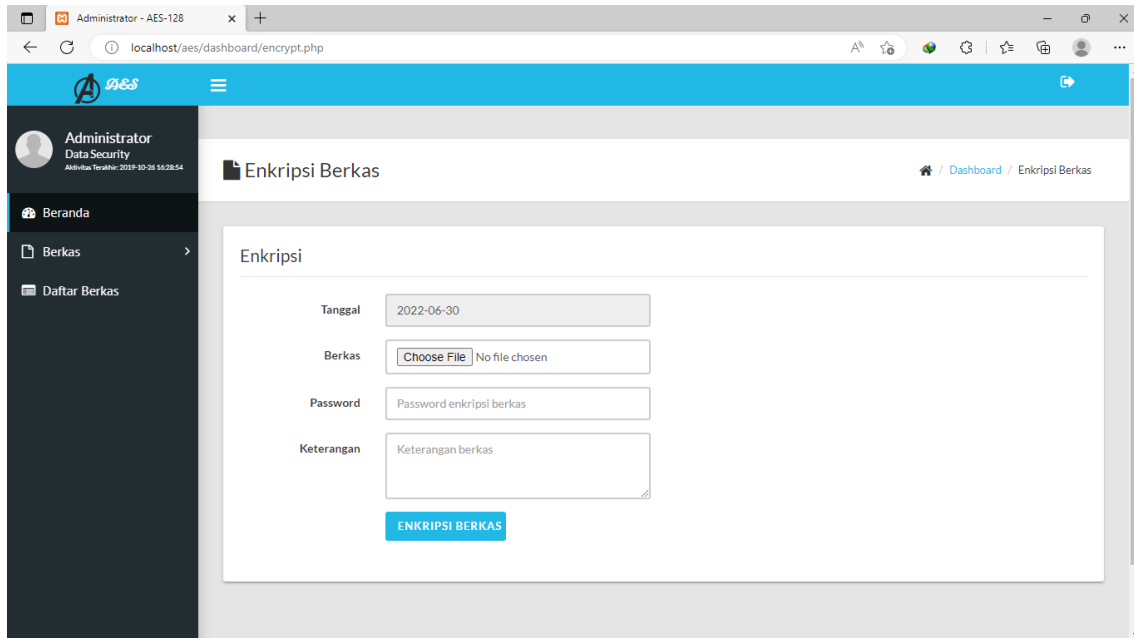 Administrator - AES-128
localhost/aes/dashboard/encrypt.php
AES
Administrator
Data Security
Aktivitas Terakhir: 2019-10-26 16:28:54
Beranda
Berkas
Daftar Berkas
Enkripsi Berkas
/ Dashboard / Enkripsi Berkas
Enkripsi
Tanggal 2022-06-30
Berkas Choose File No file chosen
Password Password enkripsi berkas
Keterangan Keterangan berkas
ENKRIPSI BERKAS